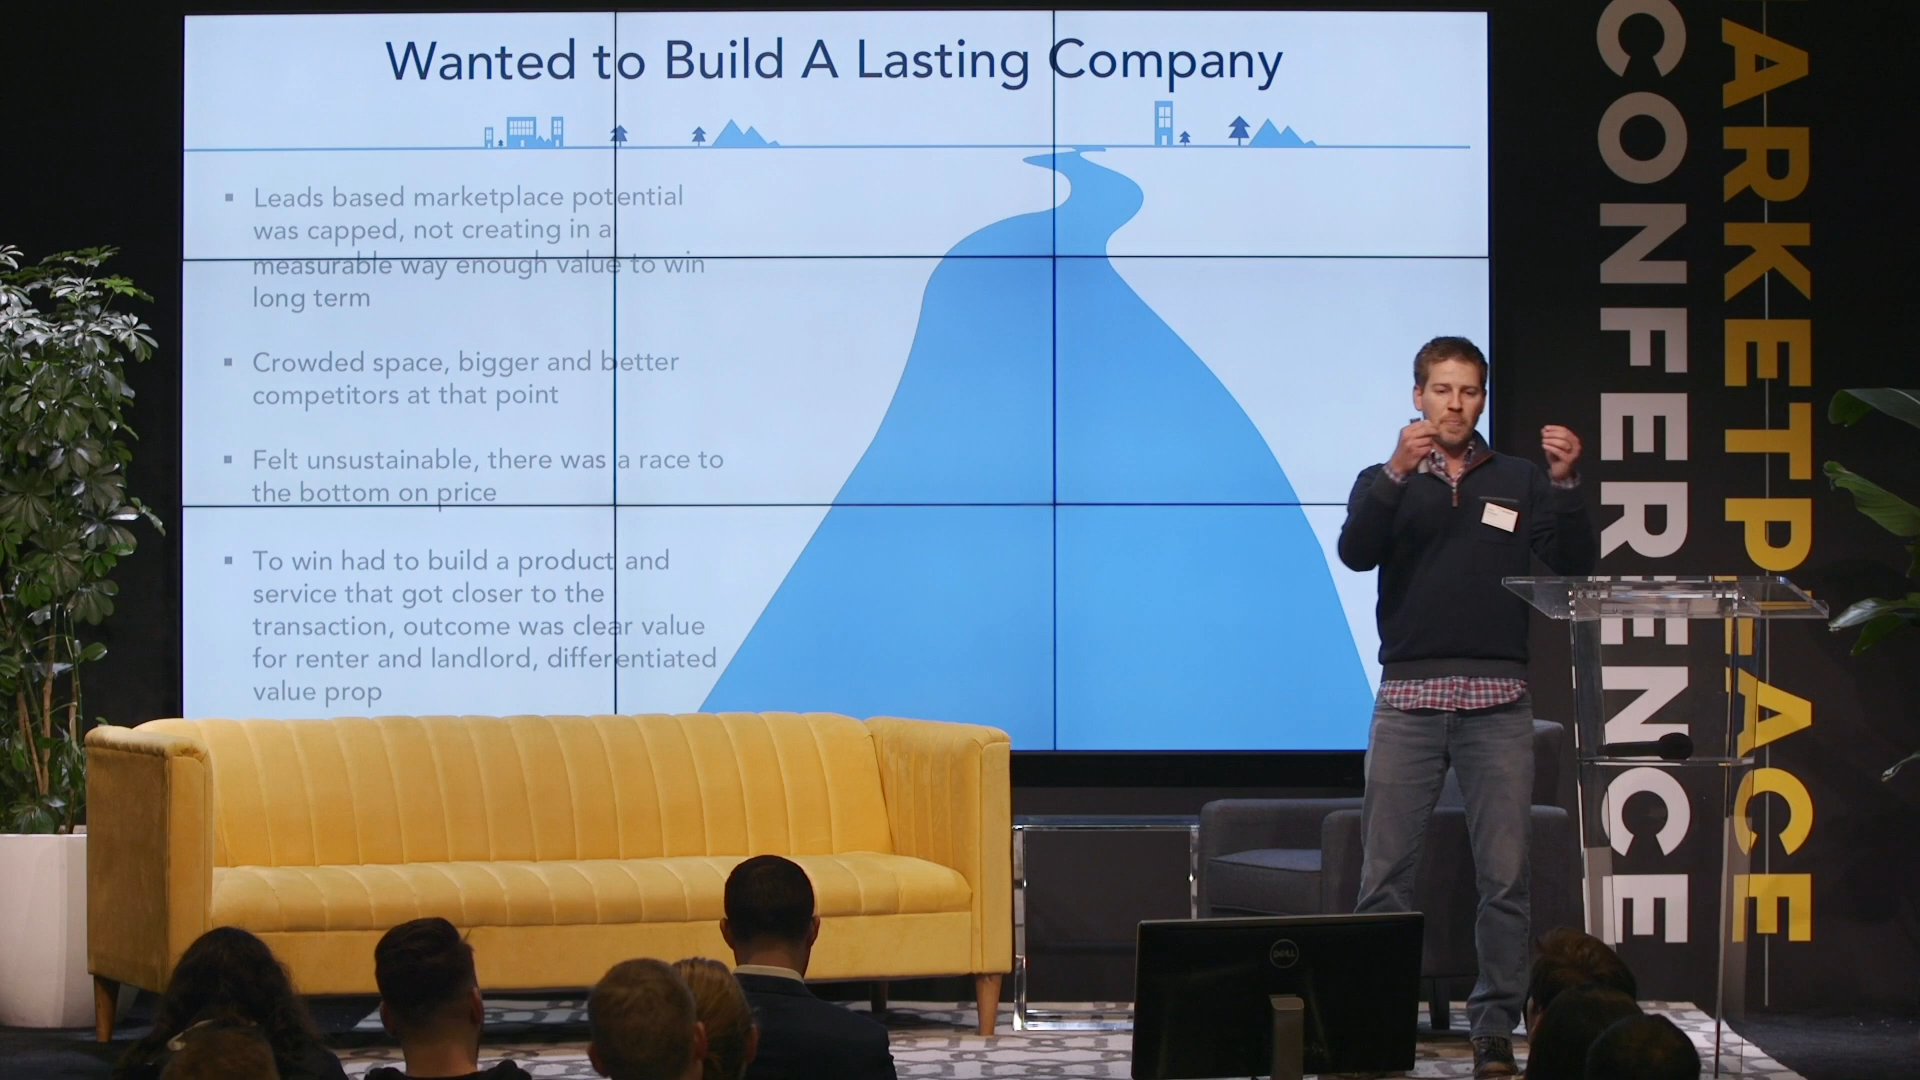 Wanted to Build A Lasting Company
▪ Leads based marketplace potential
was capped, not creating in a
measurable way enough value to win
long term
▪ Crowded space, bigger and better
competitors at that point
▪ Felt unsustainable, there was a race to
the bottom on price
▪ To win had to build a product and
service that got closer to the
transaction, outcome was clear value
for renter and landlord, differentiated
value prop
ARKETPLACE
CONFERENCE
DELL